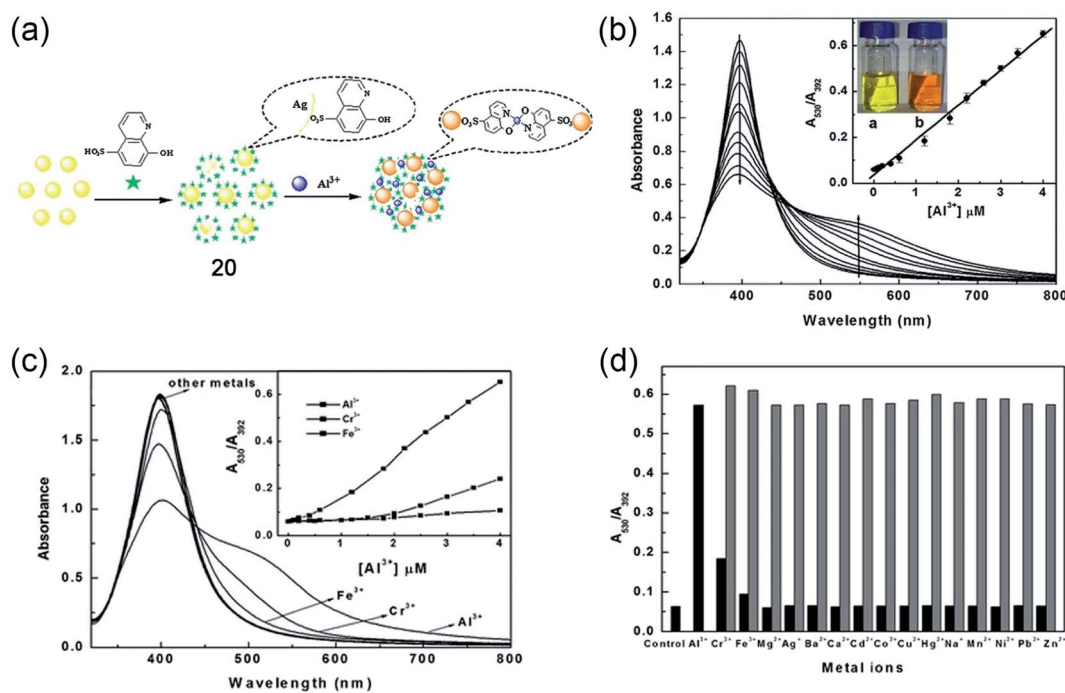 (a)
N
HO₃S
OH
Ag
O₃S
N
OH
O₃S
N
O
O
N
SO₃
Al³⁺
20
(b)
Absorbance
1.6
1.4
1.2
1.0
0.8
0.6
0.4
0.2
0.0
400
500
600
700
800
Wavelength (nm)
A₅₃₀/A₃₉₂
0.6
0.4
0.2
0.0
a
b
0
1
2
3
4
[Al³⁺] µM
(c)
Absorbance
2.0
1.5
1.0
0.5
0.0
other metals
Fe³⁺
Cr³⁺
Al³⁺
400
500
600
700
800
Wavelength (nm)
A₅₃₀/A₃₉₂
0.6
0.4
0.2
0.0
Al³⁺
Cr³⁺
Fe³⁺
0
1
2
3
4
[Al³⁺] µM
(d)
A₅₃₀/A₃₉₂
0.6
0.5
0.4
0.3
0.2
0.1
0.0
Control Al³⁺ Cr³⁺ Fe³⁺ Mg²⁺ Ag⁺ Ba²⁺ Ca²⁺ Cd²⁺ Co²⁺ Cu²⁺ Hg²⁺ Na⁺ Mn²⁺ Ni²⁺ Pb²⁺ Zn²⁺
Metal ions